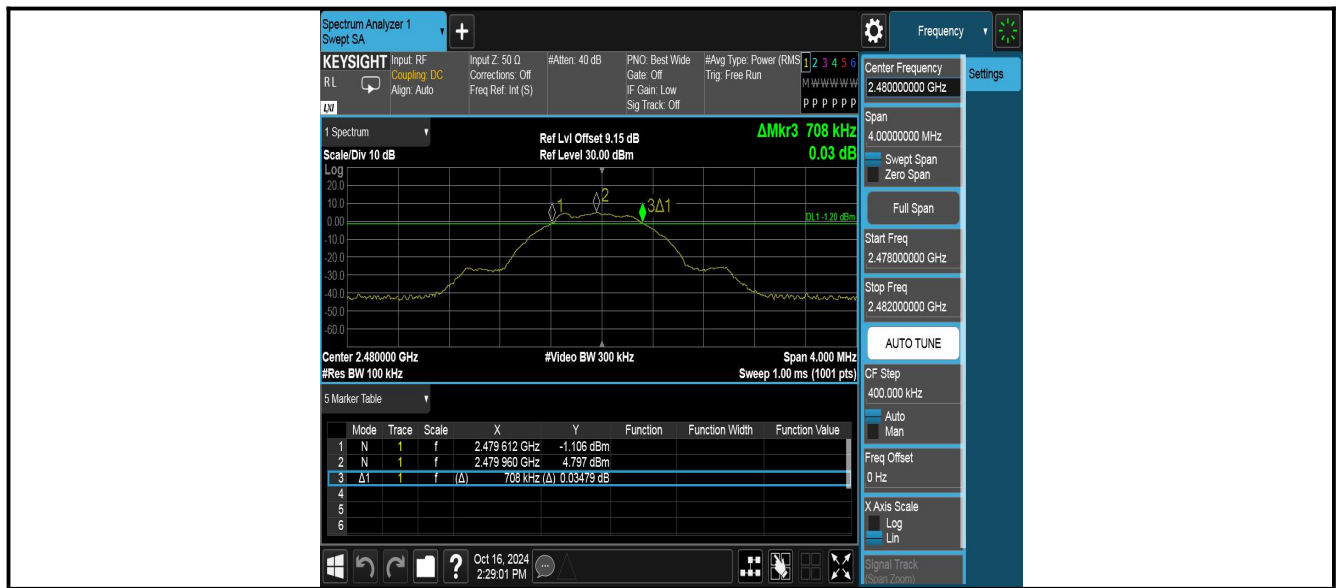 Spectrum Analyzer 1
Swept SA
+
Frequency
KEYSIGHT
RL
LXI
Input: RF
Coupling: DC
Align: Auto
Input Z: 50 Ω
Corrections: Off
Freq Ref: Int (S)
#Atten: 40 dB
PNO: Best Wide
Gate: Off
IF Gain: Low
Sig Track: Off
#Avg Type: Power (RMS
Trig: Free Run
1 2 3 4 5 6
M W W W W W
P P P P P P
1 Spectrum
Scale/Div 10 dB
Ref Lvl Offset 9.15 dB
Ref Level 30.00 dBm
ΔMkr3 708 kHz
0.03 dB
Log
20.0
10.0
0.00
-10.0
-20.0
-30.0
-40.0
-50.0
-60.0
1
2
3Δ1
DL1 -1.20 dBm
Center 2.480000 GHz
#Video BW 300 kHz
Span 4.000 MHz
#Res BW 100 kHz
Sweep 1.00 ms (1001 pts)
5 Marker Table
Mode Trace Scale X Y Function Function Width Function Value
1 N 1 f 2.479 612 GHz -1.106 dBm
2 N 1 f 2.479 960 GHz 4.797 dBm
3 Δ1 1 f (Δ) 708 kHz (Δ) 0.03479 dB
4
5
6
?
Oct 16, 2024
2:29:01 PM
Center Frequency
2.480000000 GHz
Settings
Span
4.00000000 MHz
Swept Span
Zero Span
Full Span
Start Freq
2.478000000 GHz
Stop Freq
2.482000000 GHz
AUTO TUNE
CF Step
400.000 kHz
Auto
Man
Freq Offset
0 Hz
X Axis Scale
Log
Lin
Signal Track
(Span Zoom)